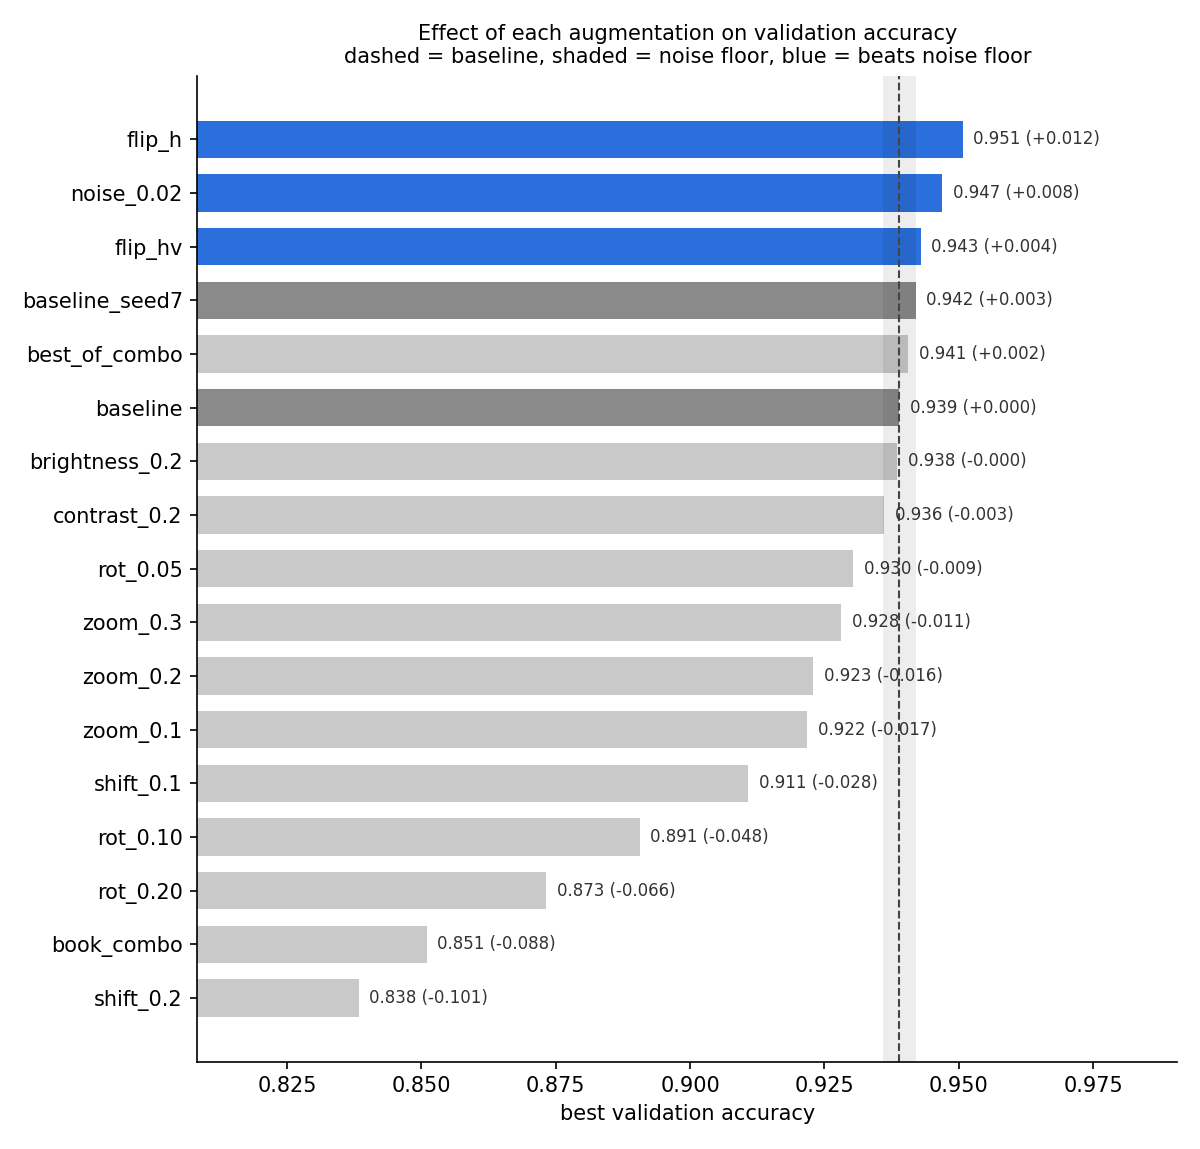 Effect of each augmentation on validation accuracy
dashed = baseline, shaded = noise floor, blue = beats noise floor
flip_h 0.951 (+0.012)
noise_0.02 0.947 (+0.008)
flip_hv 0.943 (+0.004)
baseline_seed7 0.942 (+0.003)
best_of_combo 0.941 (+0.002)
baseline 0.939 (+0.000)
brightness_0.2 0.938 (-0.000)
contrast_0.2 0.936 (-0.003)
rot_0.05 0.930 (-0.009)
zoom_0.3 0.928 (-0.011)
zoom_0.2 0.923 (-0.016)
zoom_0.1 0.922 (-0.017)
shift_0.1 0.911 (-0.028)
rot_0.10 0.891 (-0.048)
rot_0.20 0.873 (-0.066)
book_combo 0.851 (-0.088)
shift_0.2 0.838 (-0.101)
0.825 0.850 0.875 0.900 0.925 0.950 0.975
best validation accuracy